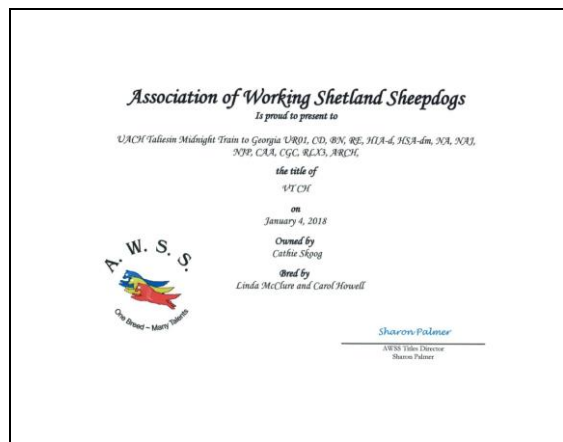 Association of Working Shetland Sheepdogs
Is proud to present to
UACH Taliesin Midnight Train to Georgia URO1, CD, BN, RE, HIA-d, HSA-dm, NA, NAJ,
NJP, CAA, CGC, RLX3, ARCH,
the title of
VTCH
on
January 4, 2018
Owned by
Cathie Skoog
Bred by
Linda McClure and Carol Howell
A. W. S. S.
One Breed ~ Many Talents
Sharon Palmer
AWSS Titles Director
Sharon Palmer